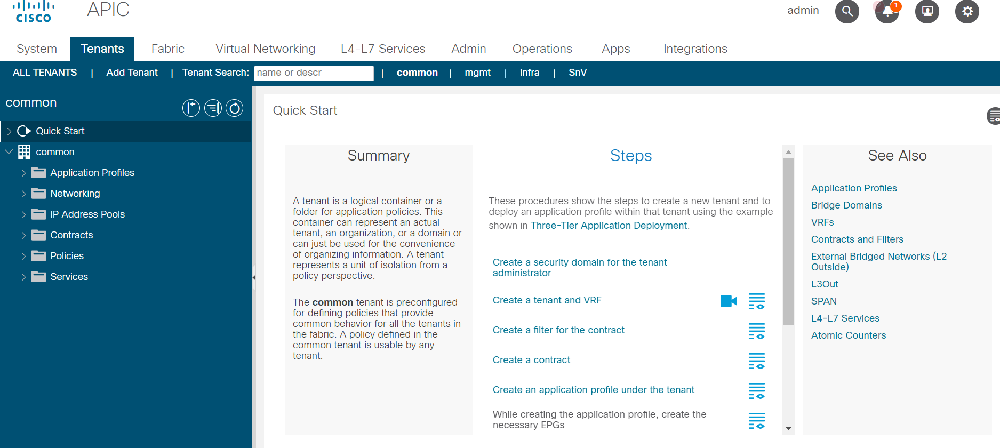 CISCO
APIC
admin
1
System Tenants Fabric Virtual Networking L4-L7 Services Admin Operations Apps Integrations
ALL TENANTS | Add Tenant | Tenant Search: name or descr | common | mgmt | infra | SnV
common
Quick Start
common
Application Profiles
Networking
IP Address Pools
Contracts
Policies
Services
Quick Start
Summary
A tenant is a logical container or a
folder for application policies. This
container can represent an actual
tenant, an organization, or a domain or
can just be used for the convenience
of organizing information. A tenant
represents a unit of isolation from a
policy perspective.
The common tenant is preconfigured
for defining policies that provide
common behavior for all the tenants in
the fabric. A policy defined in the
common tenant is usable by any
tenant.
Steps
These procedures show the steps to create a new tenant and to
deploy an application profile within that tenant using the example
shown in Three-Tier Application Deployment.
Create a security domain for the tenant
administrator
Create a tenant and VRF
Create a filter for the contract
Create a contract
Create an application profile under the tenant
While creating the application profile, create the
necessary EPGs
See Also
Application Profiles
Bridge Domains
VRFs
Contracts and Filters
External Bridged Networks (L2
Outside)
L3Out
SPAN
L4-L7 Services
Atomic Counters